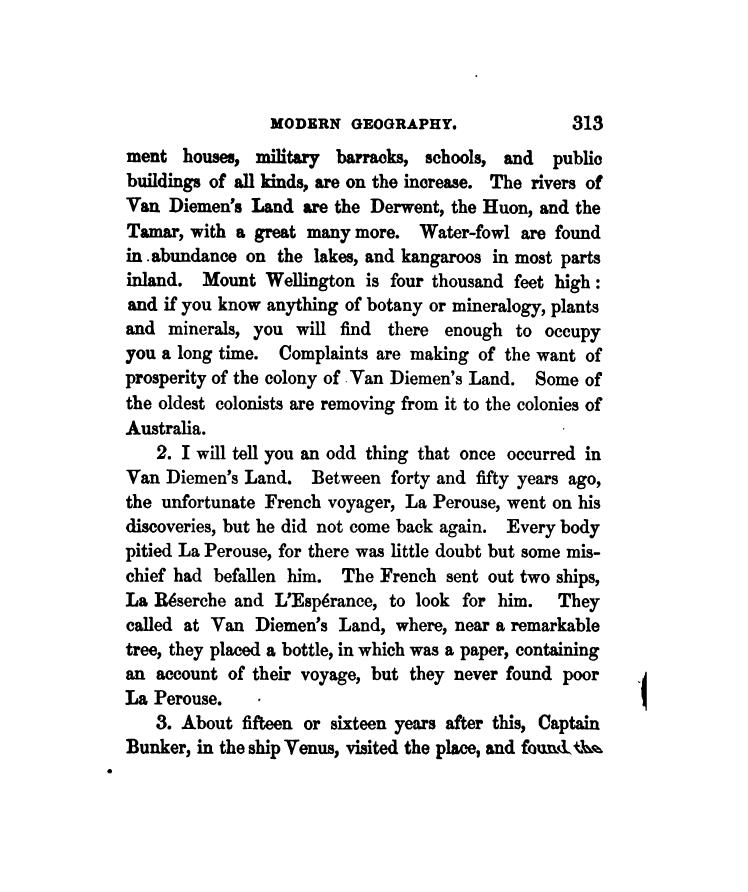 MODERN GEOGRAPHY. 313
ment houses, military barracks, schools, and public
buildings of all kinds, are on the increase. The rivers of
Van Diemen's Land are the Derwent, the Huon, and the
Tamar, with a great many more. Water-fowl are found
in abundance on the lakes, and kangaroos in most parts
inland. Mount Wellington is four thousand feet high :
and if you know anything of botany or mineralogy, plants
and minerals, you will find there enough to occupy
you a long time. Complaints are making of the want of
prosperity of the colony of Van Diemen's Land. Some of
the oldest colonists are removing from it to the colonies of
Australia.
2. I will tell you an odd thing that once occurred in
Van Diemen's Land. Between forty and fifty years ago,
the unfortunate French voyager, La Perouse, went on his
discoveries, but he did not come back again. Every body
pitied La Perouse, for there was little doubt but some mis-
chief had befallen him. The French sent out two ships,
La Réserche and L'Espérance, to look for him. They
called at Van Diemen's Land, where, near a remarkable
tree, they placed a bottle, in which was a paper, containing
an account of their voyage, but they never found poor
La Perouse.
3. About fifteen or sixteen years after this, Captain
Bunker, in the ship Venus, visited the place, and found the